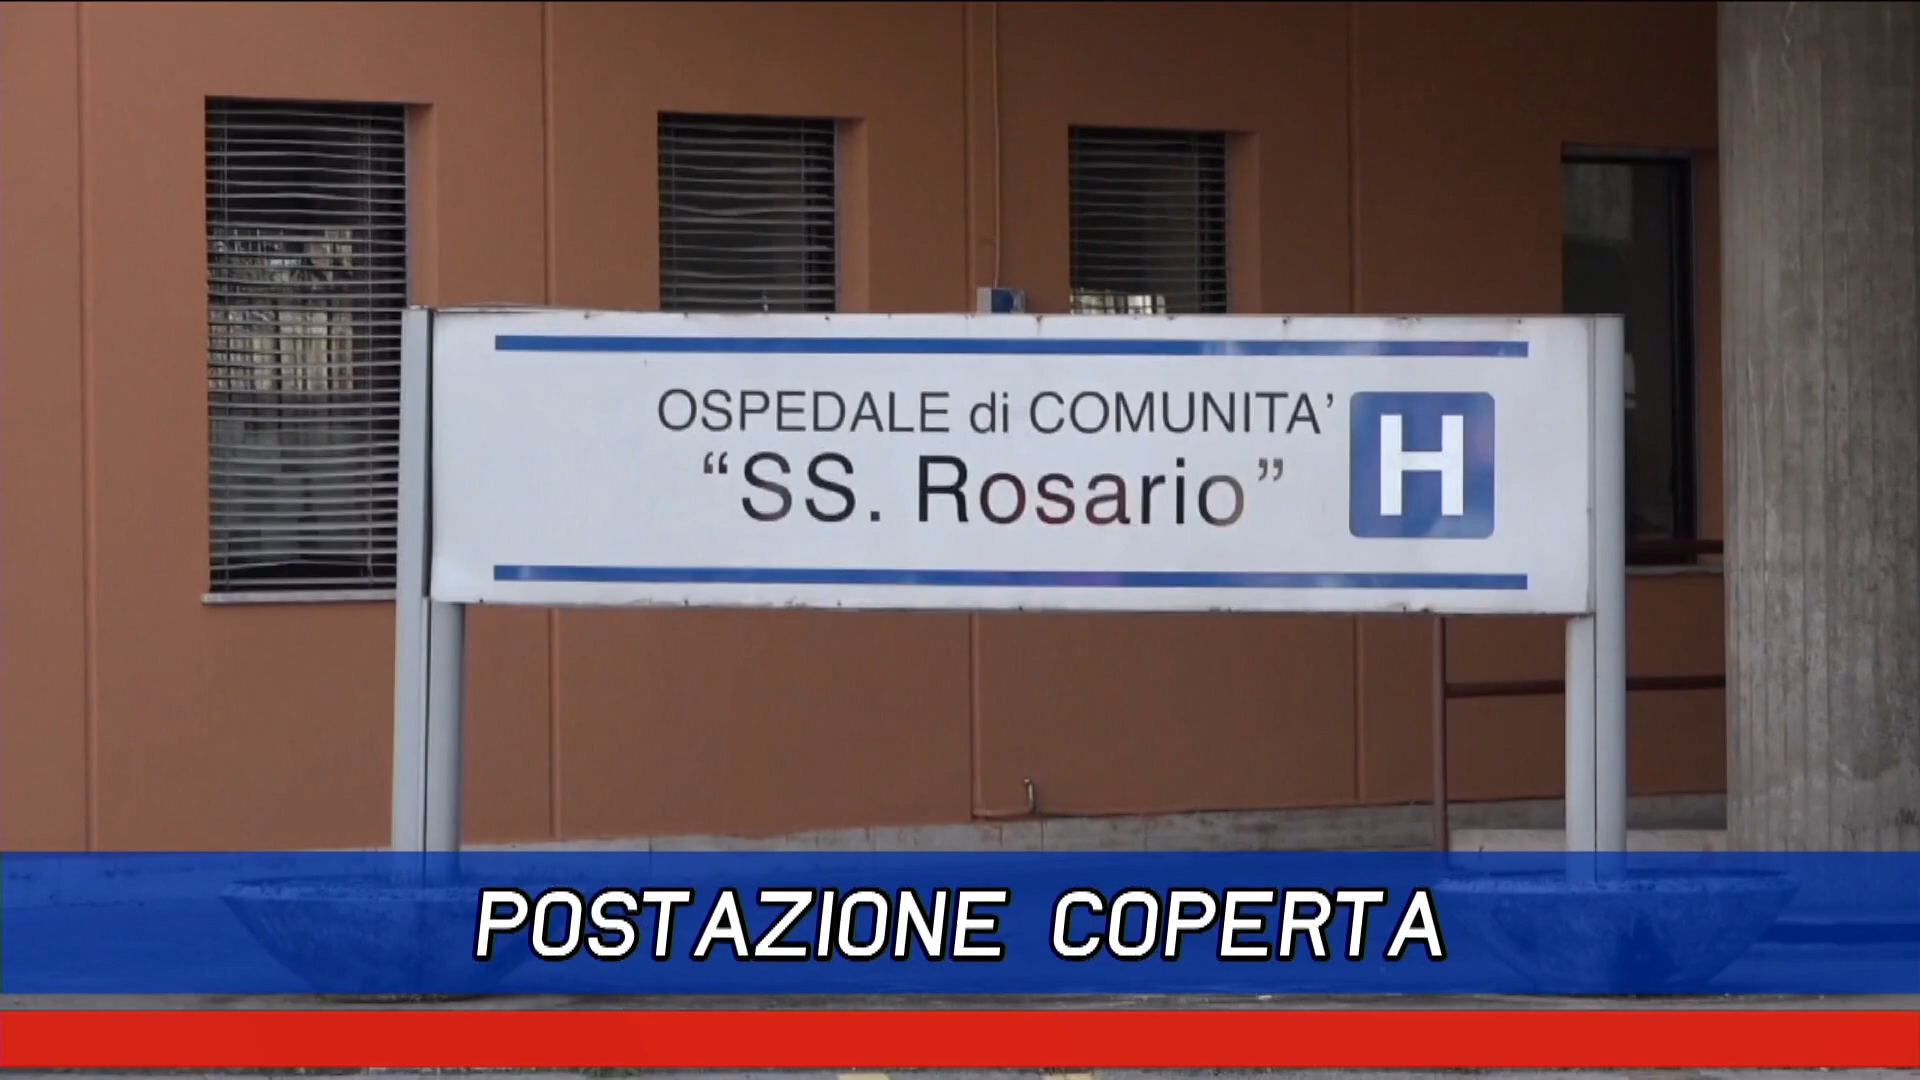 OSPEDALE di COMUNITA'
“SS. Rosario”
H
POSTAZIONE COPERTA